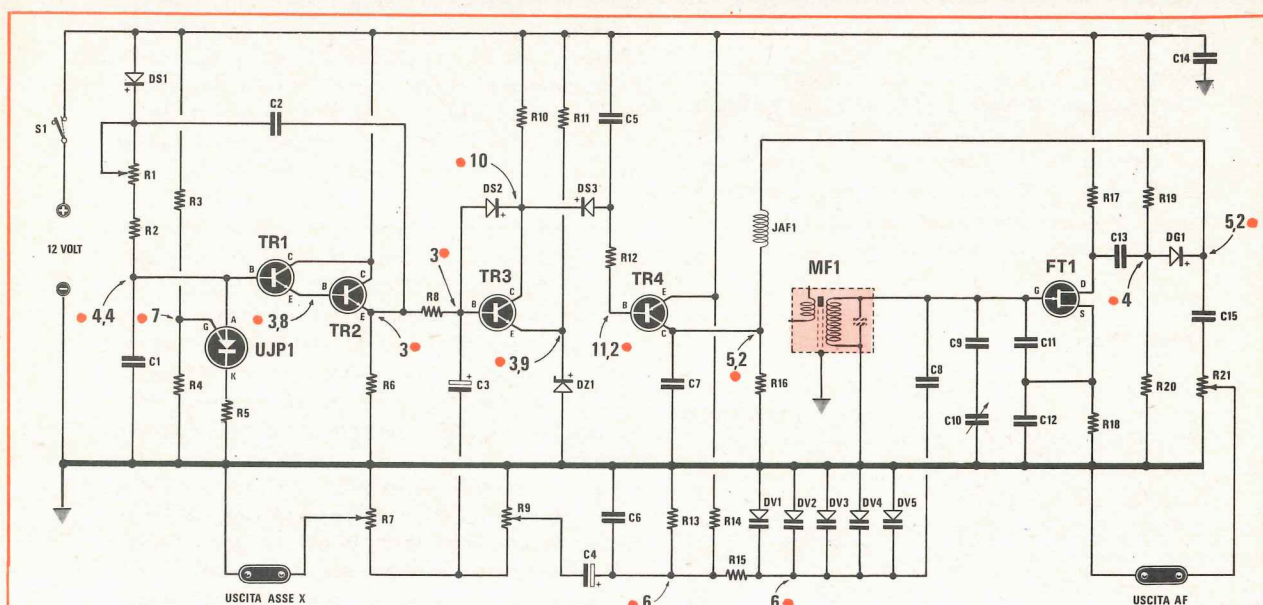 S1
12 VOLT
DS1
C2
R1
R2
R3
4,4
7
C1
R4
UJP1
A
G
K
R5
TR1
B
C
E
3,8
TR2
B
C
E
3
R6
R8
3
C3
DS2
10
R10
R11
C5
DS3
TR3
B
C
E
3,9
DZ1
R12
TR4
B
E
C
11,2
5,2
C7
JAF1
R16
MF1
C8
C9
C10
C11
C12
FT1
D
S
R17
R18
C13
4
R19
R20
DG1
5,2
C14
C15
R21
USCITA ASSE X
R7
R9
C4
C6
R13
R14
R15
DV1
DV2
DV3
DV4
DV5
6
6
USCITA AF